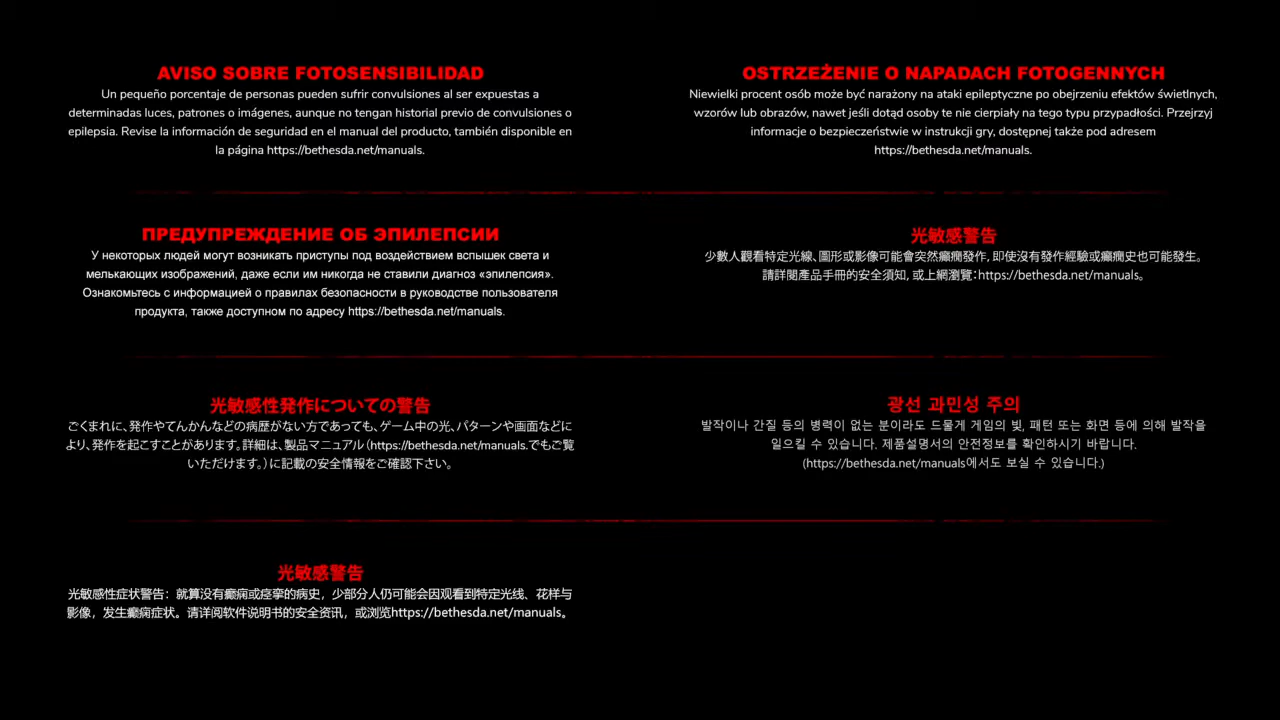 AVISO SOBRE FOTOSENSIBILIDAD
Un pequeño porcentaje de personas pueden sufrir convulsiones al ser expuestas a
determinadas luces, patrones o imágenes, aunque no tengan historial previo de convulsiones o
epilepsia. Revise la información de seguridad en el manual del producto, también disponible en
la página https://bethesda.net/manuals.
OSTRZEŻENIE O NAPADACH FOTOGENNYCH
Niewielki procent osób może być narażony na ataki epileptyczne po obejrzeniu efektów świetlnych,
wzorów lub obrazów, nawet jeśli dotąd osoby te nie cierpiały na tego typu przypadłości. Przejrzyj
informacje o bezpieczeństwie w instrukcji gry, dostępnej także pod adresem
https://bethesda.net/manuals.
ПРЕДУПРЕЖДЕНИЕ ОБ ЭПИЛЕПСИИ
У некоторых людей могут возникать приступы под воздействием вспышек света и
мелькающих изображений, даже если им никогда не ставили диагноз «эпилепсия».
Ознакомьтесь с информацией о правилах безопасности в руководстве пользователя
продукта, также доступном по адресу https://bethesda.net/manuals.
光敏感警告
少數人觀看特定光線、圖形或影像可能會突然癲癇發作，即使沒有發作經驗或癲癇史也可能發生。
請詳閱產品手冊的安全須知，或上網瀏覽：https://bethesda.net/manuals。
光敏感性発作についての警告
ごくまれに、発作やてんかんなどの病歴がない方であっても、ゲーム中の光、パターンや画面などに
より、発作を起こすことがあります。詳細は、製品マニュアル（https://bethesda.net/manuals.でもご覧
いただけます。）に記載の安全情報をご確認下さい。
광선 과민성 주의
발작이나 간질 등의 병력이 없는 분이라도 드물게 게임의 빛, 패턴 또는 화면 등에 의해 발작을
일으킬 수 있습니다. 제품설명서의 안전정보를 확인하시기 바랍니다.
(https://bethesda.net/manuals에서도 보실 수 있습니다.)
光敏感警告
光敏感性症状警告：就算没有癫痫或痉挛的病史，少部分人仍可能会因观看到特定光线、花样与
影像，发生癫痫症状。请详阅软件说明书的安全资讯，或浏览https://bethesda.net/manuals。